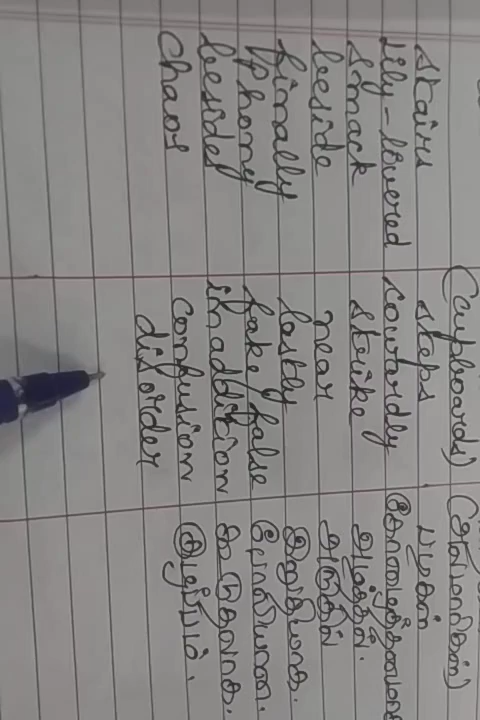 (cupboards) (அலமாரிகள்)
stairs steps படிகள்
Lily-livered cowardly கோழைத்தனமான
smack strike அடித்தல்.
beside near அருகில்
finally lastly இறுதியாக.
Phony fake/false போலியான.
besides in addition கூடுதலாக.
chaos confusion குழப்பம்.
disorder